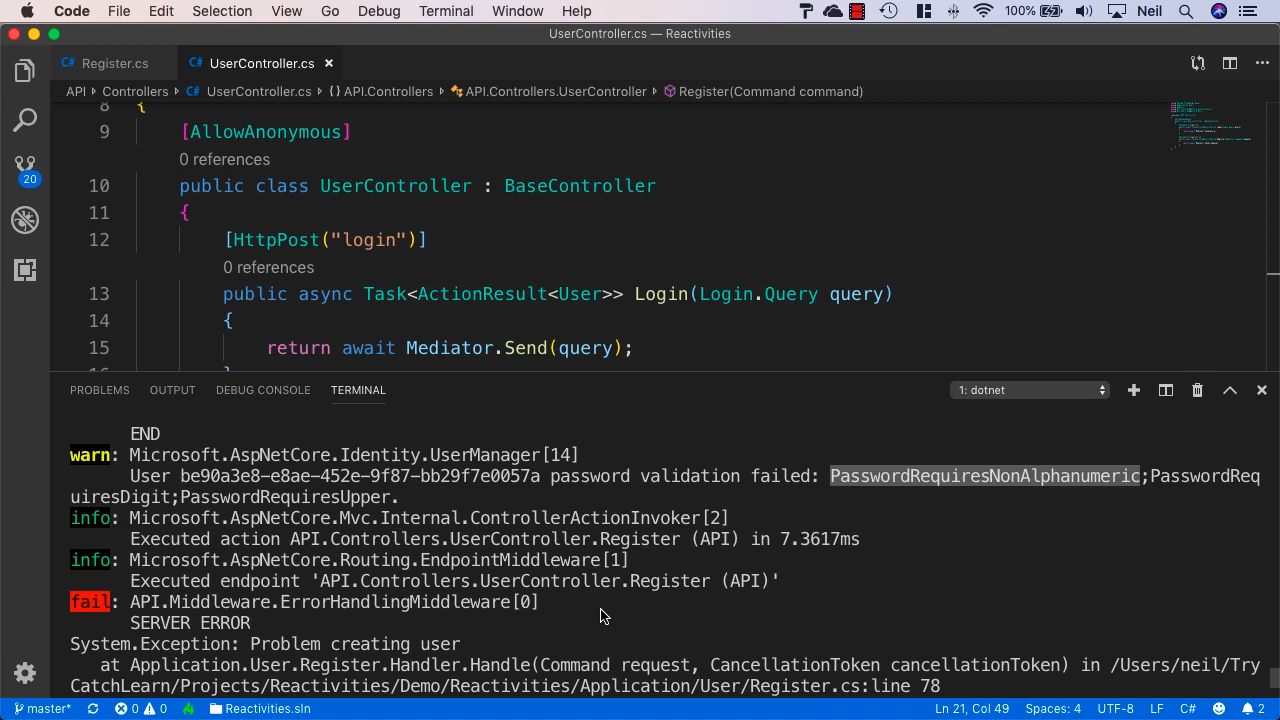 Code File Edit Selection View Go Debug Terminal Window Help 100% Neil
UserController.cs — Reactivities
C# Register.cs C# UserController.cs ×
API Controllers C# UserController.cs {} API.Controllers API.Controllers.UserController Register(Command command)
8 {
9 [AllowAnonymous]
0 references
10 public class UserController : BaseController
11 {
12 [HttpPost("login")]
0 references
13 public async Task<ActionResult<User>> Login(Login.Query query)
14 {
15 return await Mediator.Send(query);
16 }
PROBLEMS OUTPUT DEBUG CONSOLE TERMINAL 1: dotnet
END
warn: Microsoft.AspNetCore.Identity.UserManager[14]
User be90a3e8-e8ae-452e-9f87-bb29f7e0057a password validation failed: PasswordRequiresNonAlphanumeric;PasswordReq
uiresDigit;PasswordRequiresUpper.
info: Microsoft.AspNetCore.Mvc.Internal.ControllerActionInvoker[2]
Executed action API.Controllers.UserController.Register (API) in 7.3617ms
info: Microsoft.AspNetCore.Routing.EndpointMiddleware[1]
Executed endpoint 'API.Controllers.UserController.Register (API)'
fail: API.Middleware.ErrorHandlingMiddleware[0]
SERVER ERROR
System.Exception: Problem creating user
at Application.User.Register.Handler.Handle(Command request, CancellationToken cancellationToken) in /Users/neil/Try
CatchLearn/Projects/Reactivities/Demo/Reactivities/Application/User/Register.cs:line 78
20
master* 0 0 Reactivities.sln Ln 21, Col 49 Spaces: 4 UTF-8 LF C# 2